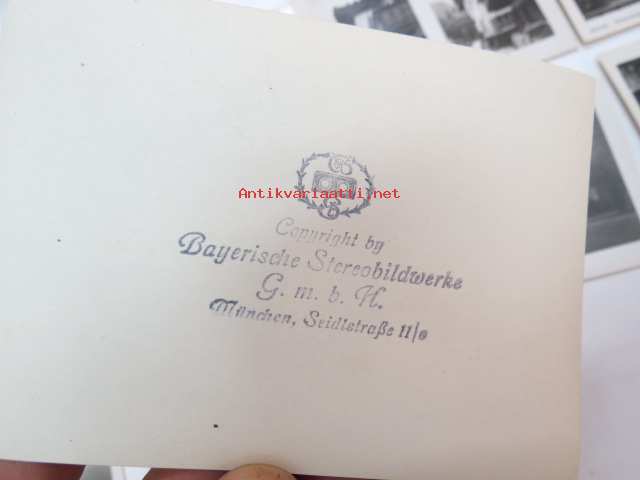 Antikvariaatti.net
Copyright by
Bayerische Stereobildwerke
G. m. b. H.
München, Seidlstraße 11/0